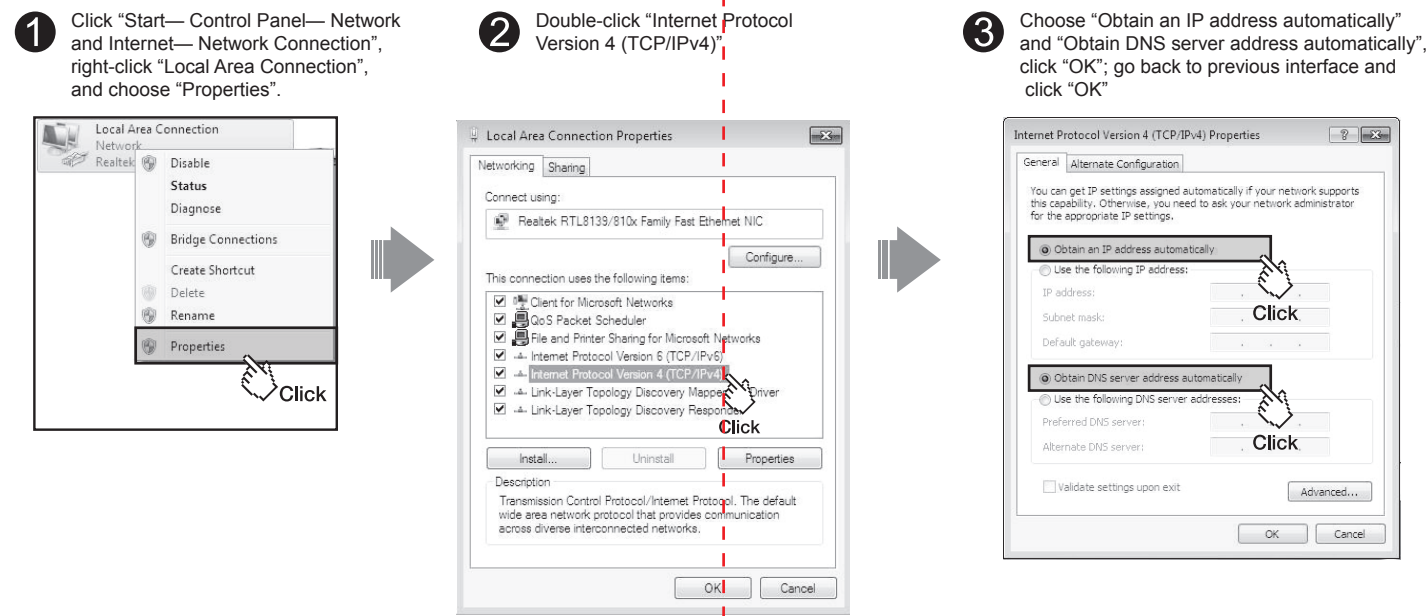 1
Click “Start— Control Panel— Network
and Internet— Network Connection”,
right-click “Local Area Connection”,
and choose “Properties”.
Local Area Connection
Network
Realtek
Disable
Status
Diagnose
Bridge Connections
Create Shortcut
Delete
Rename
Properties
Click
2
Double-click “Internet Protocol
Version 4 (TCP/IPv4)”
Local Area Connection Properties
Networking
Sharing
Connect using:
Realtek RTL8139/810x Family Fast Ethernet NIC
Configure...
This connection uses the following items:
Client for Microsoft Networks
QoS Packet Scheduler
File and Printer Sharing for Microsoft Networks
Internet Protocol Version 6 (TCP/IPv6)
Internet Protocol Version 4 (TCP/IPv4)
Link-Layer Topology Discovery Mapper Driver
Link-Layer Topology Discovery Responder
Click
Install...
Uninstall
Properties
Description
Transmission Control Protocol/Internet Protocol. The default
wide area network protocol that provides communication
across diverse interconnected networks.
OK
Cancel
3
Choose “Obtain an IP address automatically”
and “Obtain DNS server address automatically”,
click “OK”; go back to previous interface and
click “OK”
Internet Protocol Version 4 (TCP/IPv4) Properties
General
Alternate Configuration
You can get IP settings assigned automatically if your network supports
this capability. Otherwise, you need to ask your network administrator
for the appropriate IP settings.
Obtain an IP address automatically
Use the following IP address:
IP address:
Subnet mask:
Click
Default gateway:
Obtain DNS server address automatically
Use the following DNS server addresses:
Preferred DNS server:
Alternate DNS server:
Click
Validate settings upon exit
Advanced...
OK
Cancel